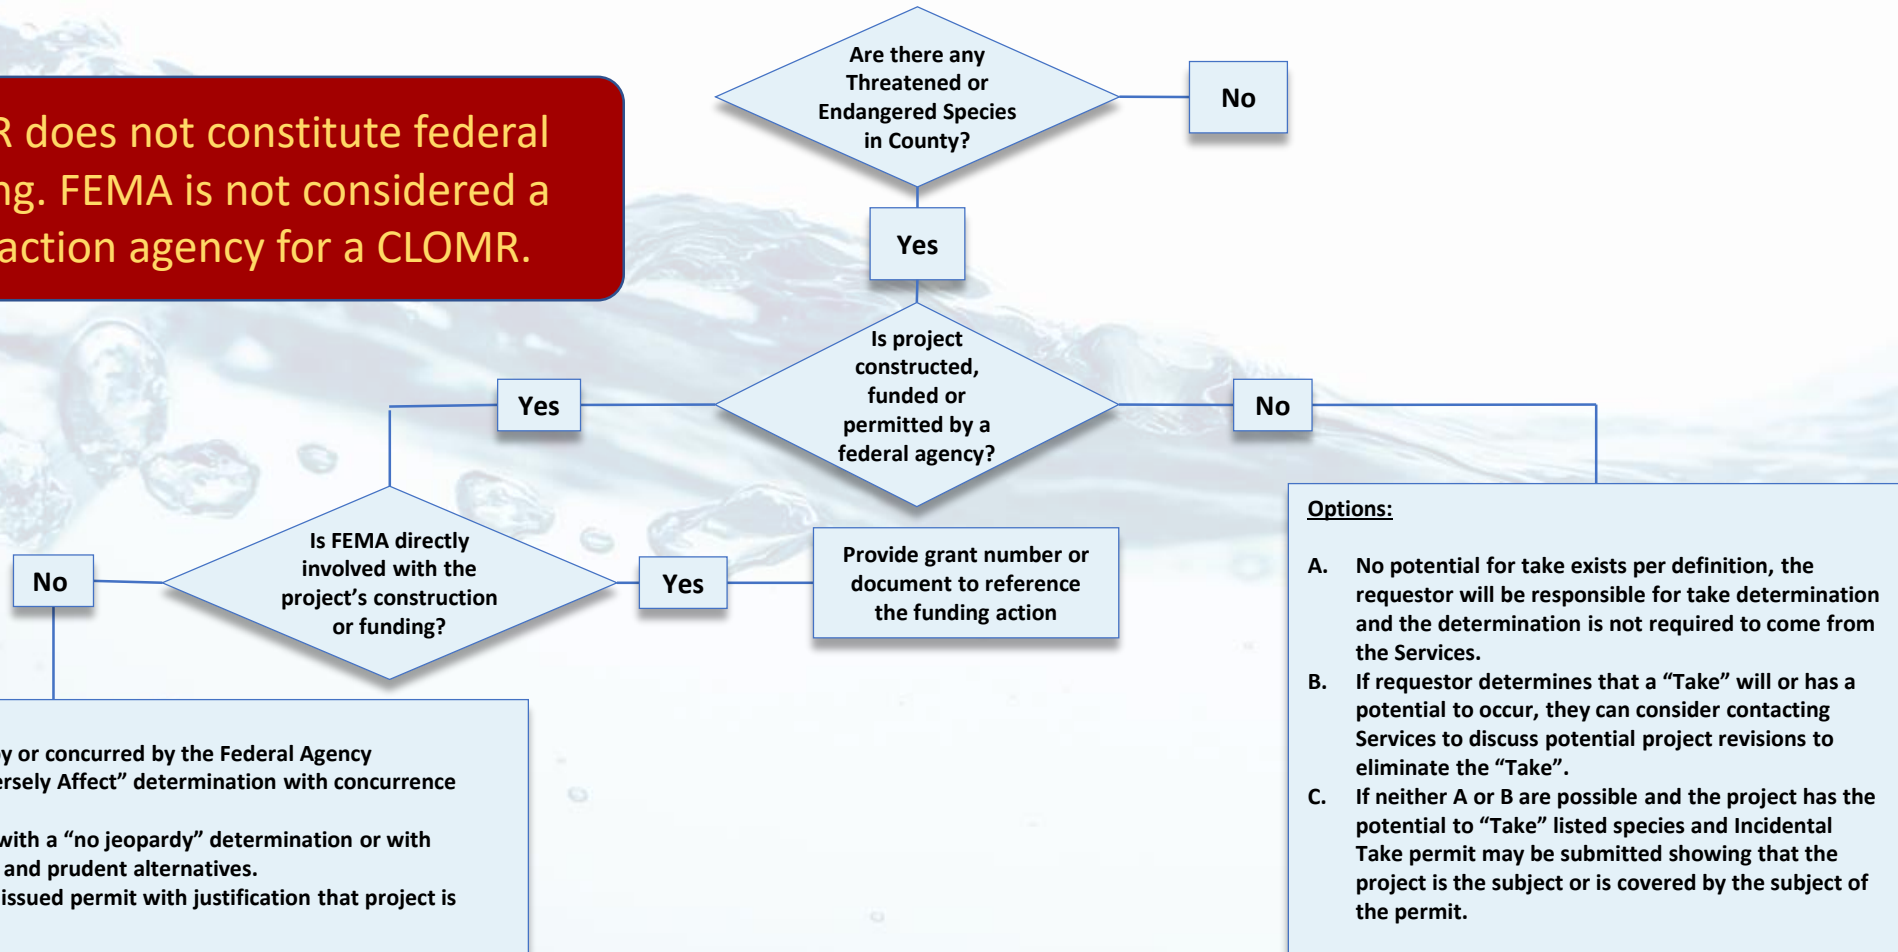 Are there any
Threatened or
Endangered Species
in County?
No
R does not constitute federal
ng. FEMA is not considered a
action agency for a CLOMR.
Yes
Is project
constructed,
funded or
permitted by a
federal agency?
Yes
No
Is FEMA directly
involved with the
project’s construction
or funding?
No
Yes
Provide grant number or
document to reference
the funding action
Options:
A. No potential for take exists per definition, the
requestor will be responsible for take determination
and the determination is not required to come from
the Services.
B. If requestor determines that a “Take” will or has a
potential to occur, they can consider contacting
Services to discuss potential project revisions to
eliminate the “Take”.
C. If neither A or B are possible and the project has the
potential to “Take” listed species and Incidental
Take permit may be submitted showing that the
project is the subject or is covered by the subject of
the permit.
y or concurred by the Federal Agency
ersely Affect” determination with concurrence
with a “no jeopardy” determination or with
and prudent alternatives.
issued permit with justification that project is